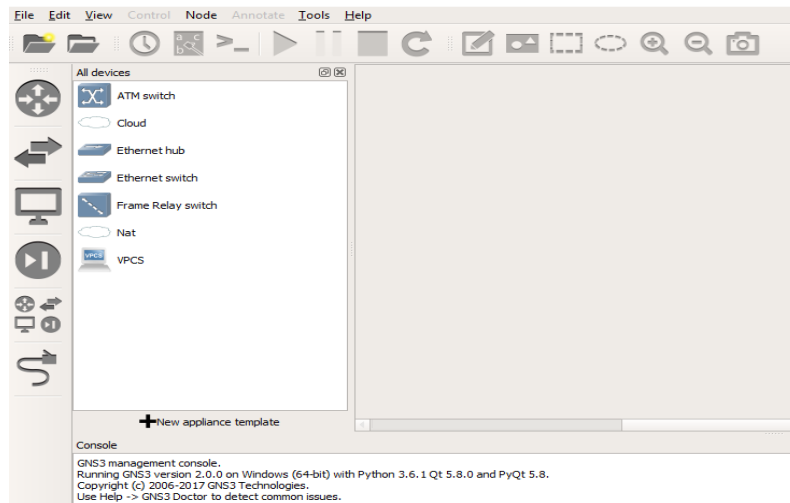 File Edit View Control Node Annotate Tools Help
All devices
ATM switch
Cloud
Ethernet hub
Ethernet switch
Frame Relay switch
Nat
VPCS
VPCS
New appliance template
Console
GNS3 management console.
Running GNS3 version 2.0.0 on Windows (64-bit) with Python 3.6.1 Qt 5.8.0 and PyQt 5.8.
Copyright (c) 2006-2017 GNS3 Technologies.
Use Help -> GNS3 Doctor to detect common issues.